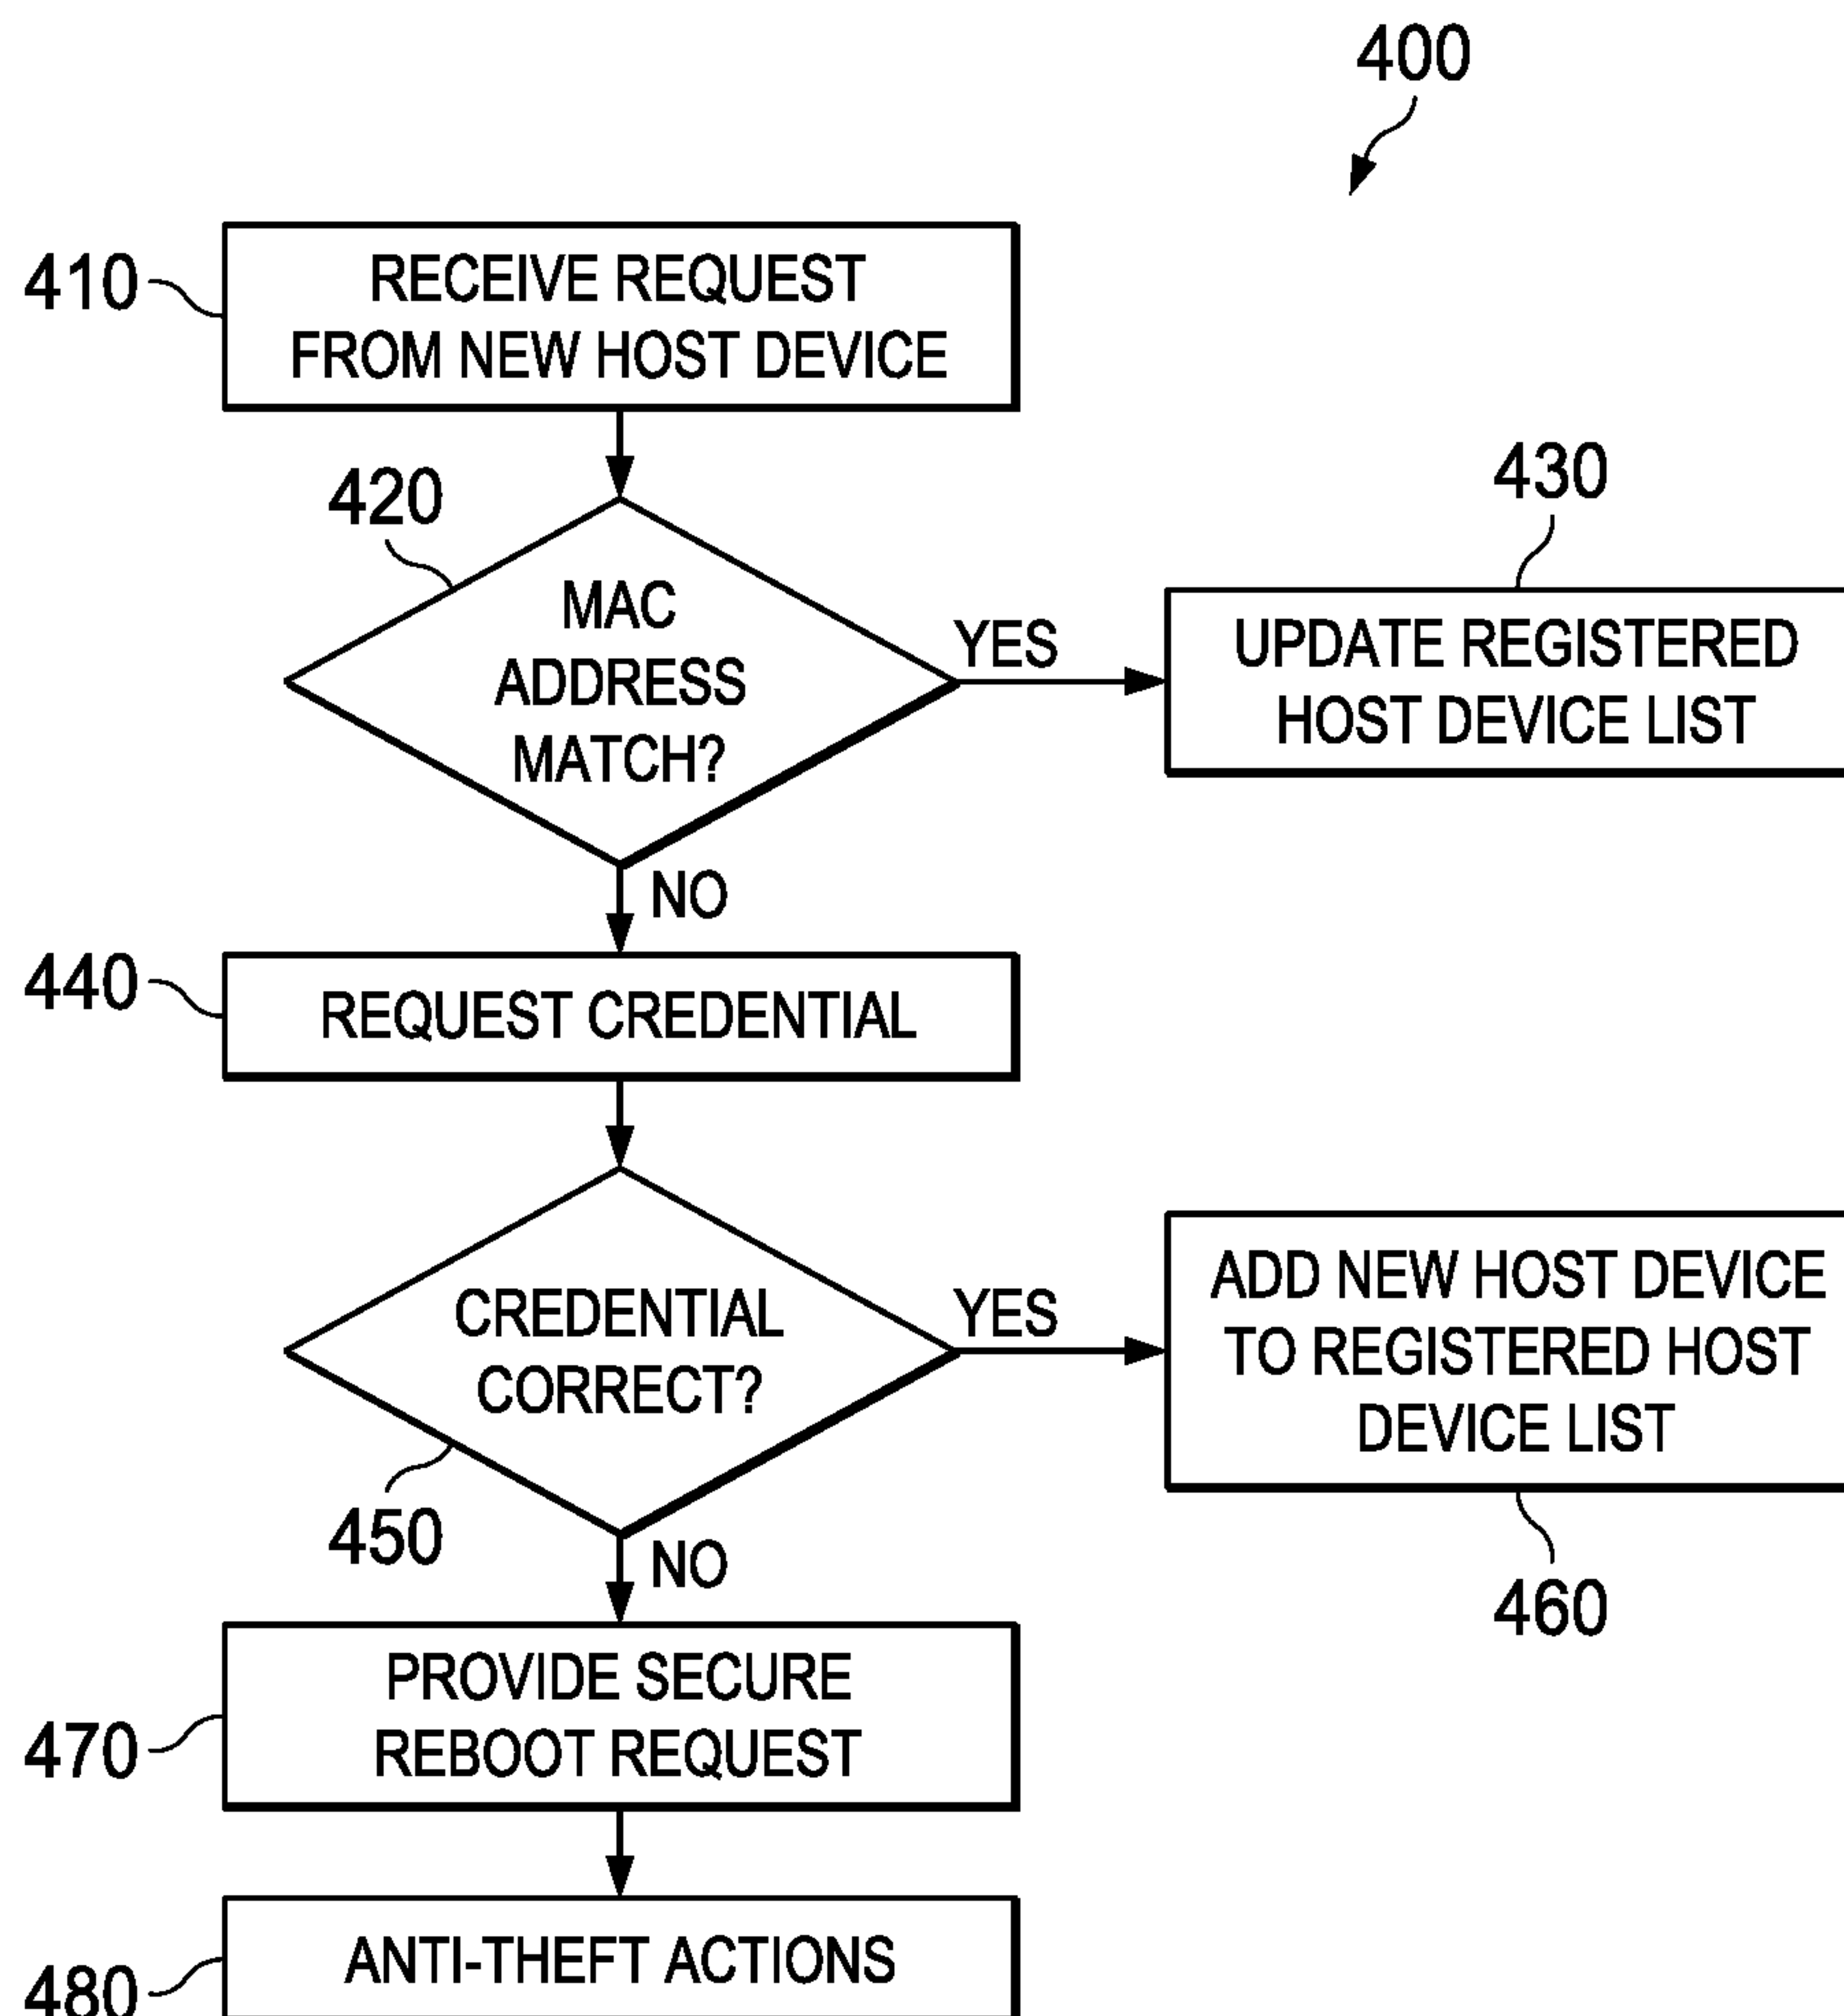 400
410
RECEIVE REQUEST
FROM NEW HOST DEVICE
420
MAC
ADDRESS
MATCH?
YES
430
UPDATE REGISTERED
HOST DEVICE LIST
NO
440
REQUEST CREDENTIAL
CREDENTIAL
CORRECT?
450
YES
ADD NEW HOST DEVICE
TO REGISTERED HOST
DEVICE LIST
460
NO
PROVIDE SECURE
REBOOT REQUEST
470
ANTI-THEFT ACTIONS
480